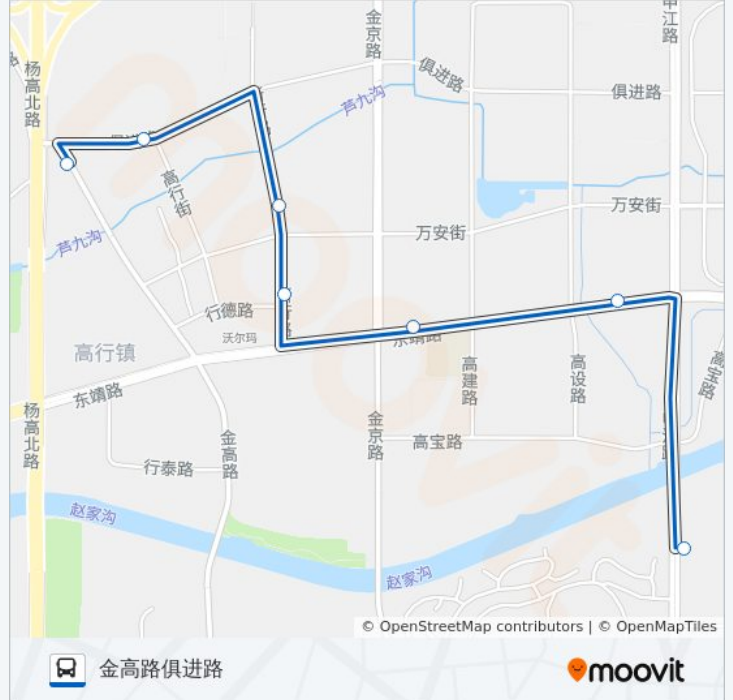 申江路
金京路
杨高北路
俱进路
俱进路
芦九沟
高行街
万安街
万安街
芦九沟
行德路
沃尔玛
东靖路
高行镇
高建路
高设路
高宝路
东靖路
杨高北路
金高路
金京路
高宝路
行泰路
赵家沟
赵家沟
© OpenStreetMap contributors | © OpenMapTiles
金高路俱进路
moovit